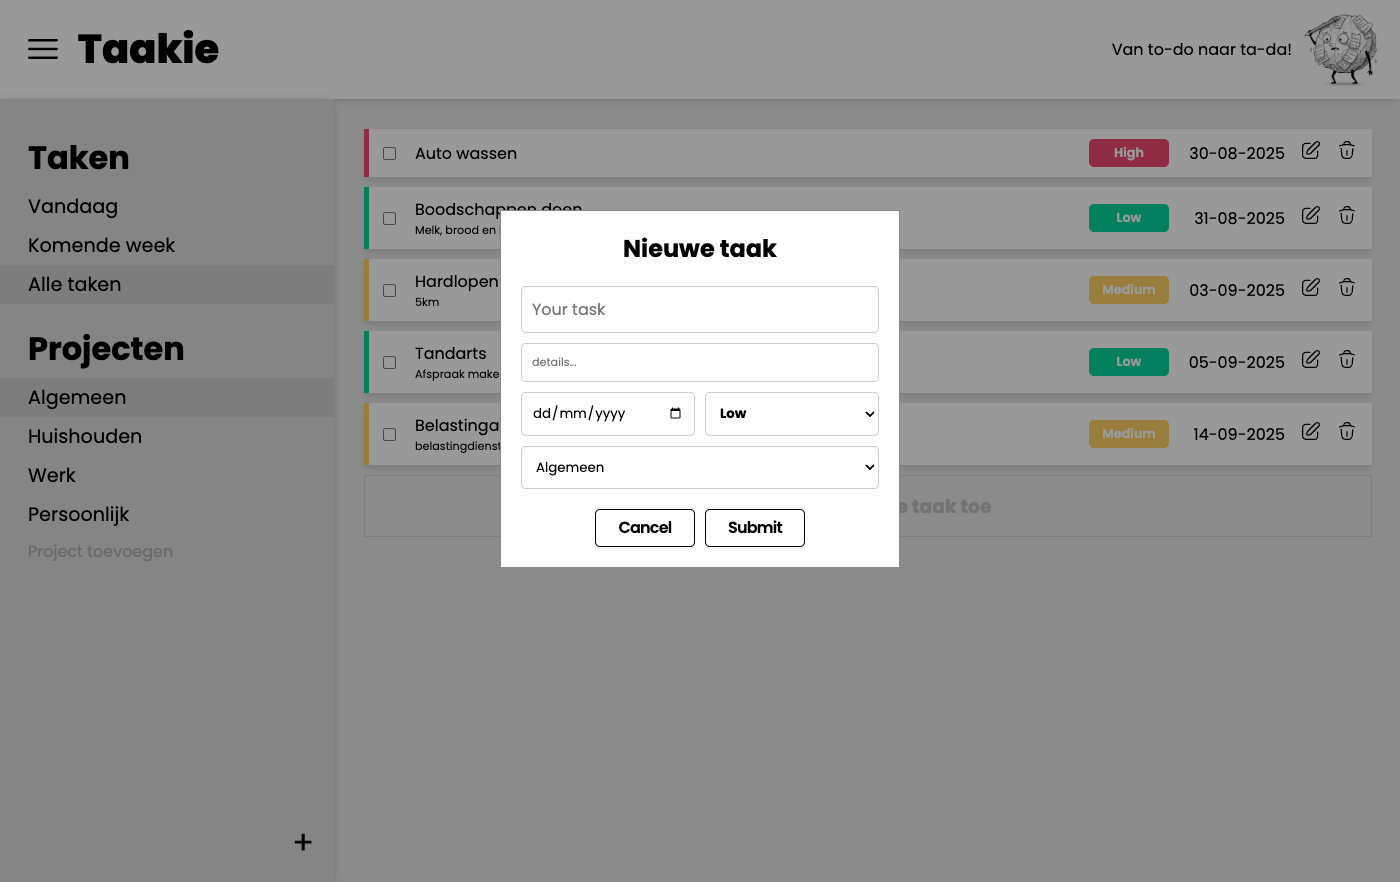 Taakie
Van to-do naar ta-da!
Taken
Vandaag
Komende week
Alle taken
Projecten
Algemeen
Huishouden
Werk
Persoonlijk
Project toevoegen
+
Auto wassen
High
30-08-2025
Boodschappen doen
Melk, brood en
Low
31-08-2025
Hardlopen
5km
Medium
03-09-2025
Tandarts
Afspraak make
Low
05-09-2025
Belastinga
belastingdienst
Medium
14-09-2025
e taak toe
Nieuwe taak
Your task
details...
dd/mm/yyyy
Low
Algemeen
Cancel
Submit